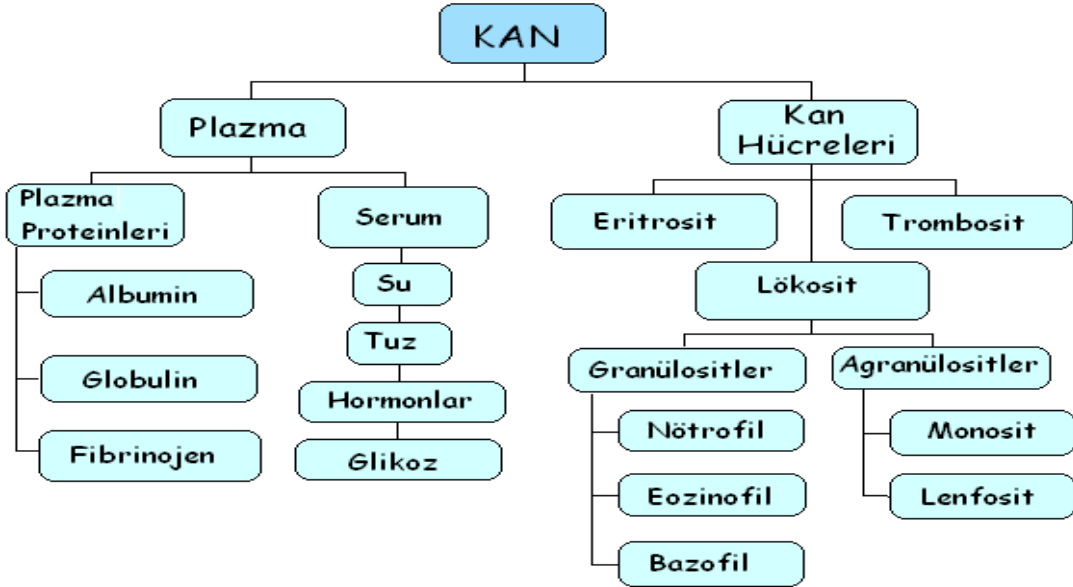 KAN
Plazma
Kan
Hücreleri
Plazma
Proteinleri
Serum
Eritrosit
Trombosit
Albumin
Su
Lökosit
Tuz
Globulin
Granülositler
Agranülositler
Hormonlar
Fibrinojen
Nötrofil
Monosit
Glikoz
Eozinofil
Lenfosit
Bazofil